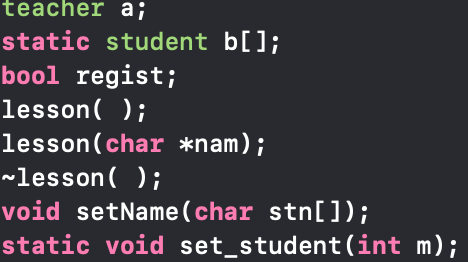 teacher a;
static student b[];
bool regist;
lesson( );
lesson(char *nam);
~lesson( );
void setName(char stn[]);
static void set_student(int m);